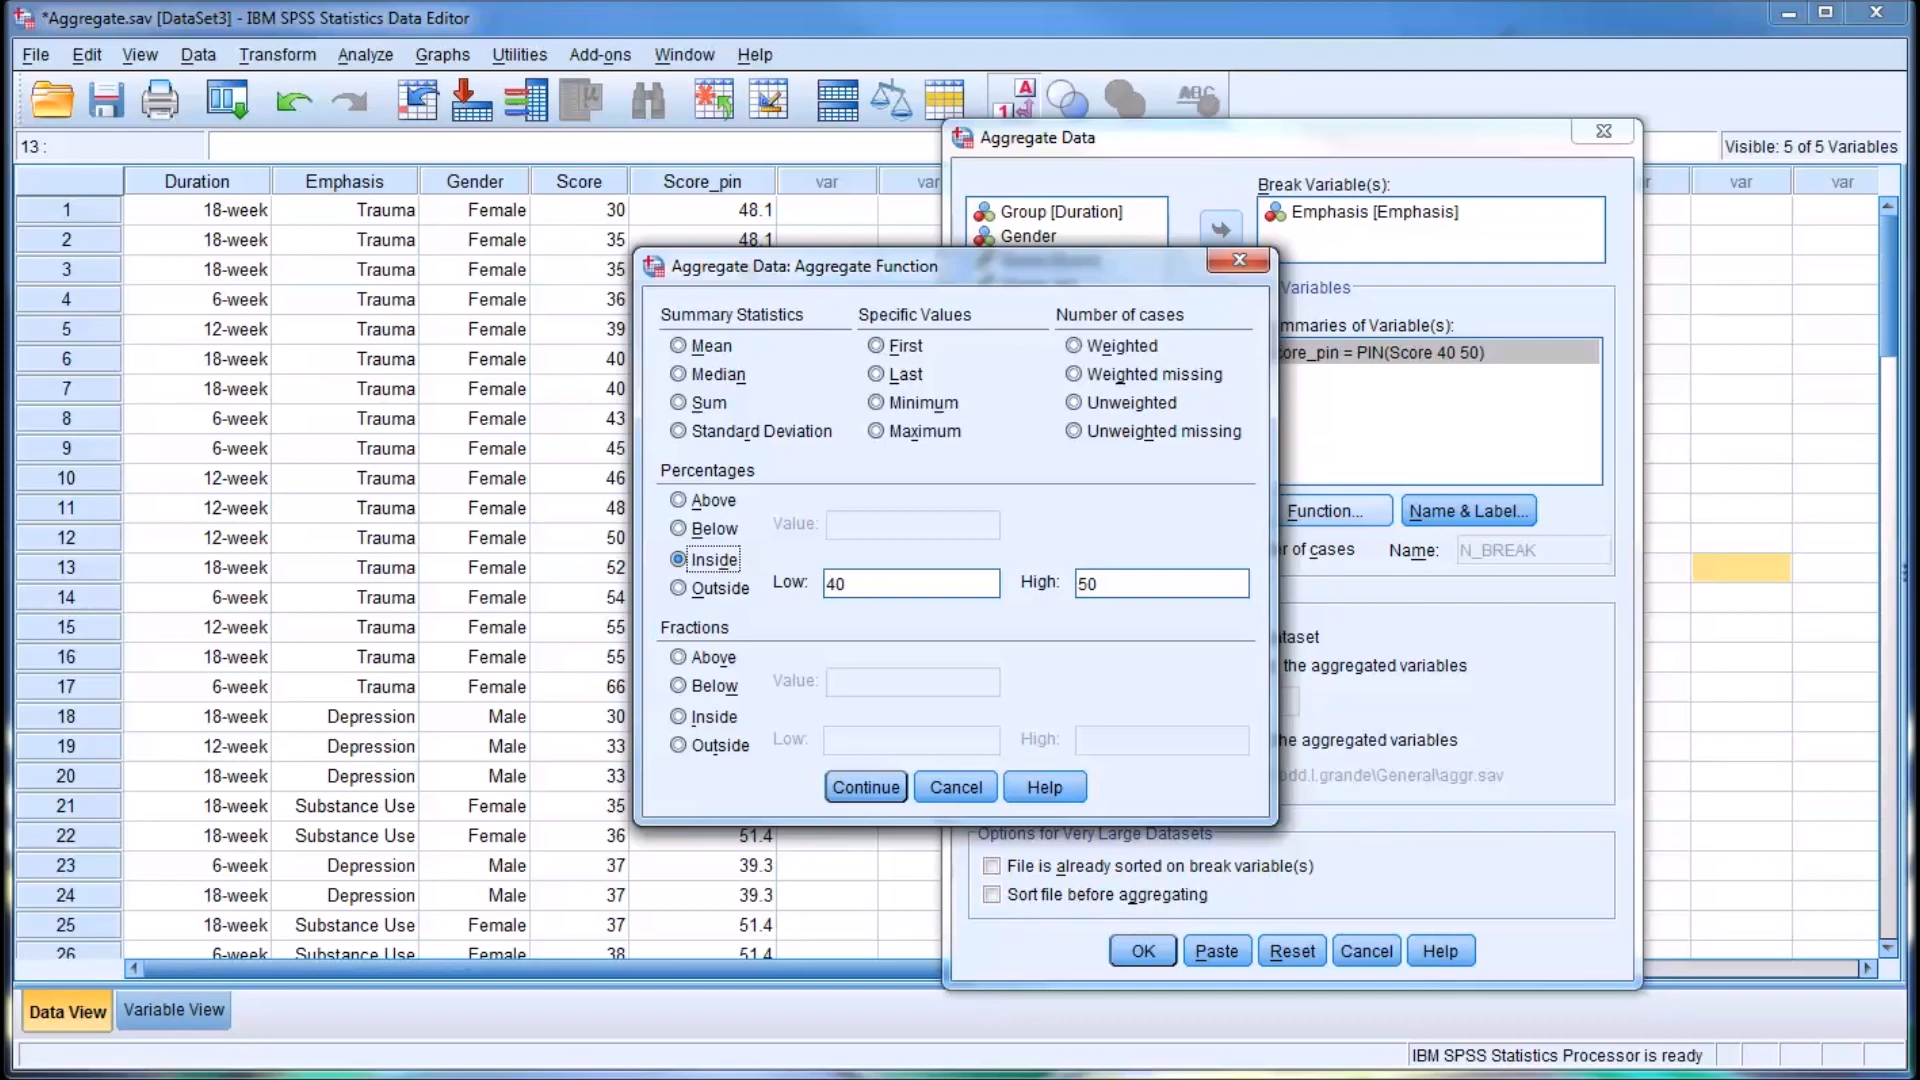 *Aggregate.sav [DataSet3] - IBM SPSS Statistics Data Editor
File Edit View Data Transform Analyze Graphs Utilities Add-ons Window Help
13 :
Visible: 5 of 5 Variables
Duration Emphasis Gender Score Score_pin var var var var
1 18-week Trauma Female 30 48.1
2 18-week Trauma Female 35 48.1
3 18-week Trauma Female 35
4 6-week Trauma Female 36
5 12-week Trauma Female 39
6 18-week Trauma Female 40
7 18-week Trauma Female 40
8 6-week Trauma Female 43
9 6-week Trauma Female 45
10 12-week Trauma Female 46
11 12-week Trauma Female 48
12 12-week Trauma Female 50
13 18-week Trauma Female 52
14 6-week Trauma Female 54
15 12-week Trauma Female 55
16 18-week Trauma Female 55
17 6-week Trauma Female 66
18 18-week Depression Male 30
19 12-week Depression Male 33
20 18-week Depression Male 33
21 18-week Substance Use Female 35
22 18-week Substance Use Female 36 51.4
23 6-week Depression Male 37 39.3
24 18-week Depression Male 37 39.3
25 18-week Substance Use Female 37 51.4
26 6-week Substance Use Female 38 51.4
Data View Variable View
IBM SPSS Statistics Processor is ready
Aggregate Data
Break Variable(s):
Group [Duration]
Gender
Emphasis [Emphasis]
Variables
mmaries of Variable(s):
ore_pin = PIN(Score 40 50)
Function... Name & Label...
r of cases Name: N_BREAK
taset
the aggregated variables
he aggregated variables
odd.l.grande\General\aggr.sav
Options for Very Large Datasets
File is already sorted on break variable(s)
Sort file before aggregating
OK Paste Reset Cancel Help
Aggregate Data: Aggregate Function
Summary Statistics Specific Values Number of cases
Mean First Weighted
Median Last Weighted missing
Sum Minimum Unweighted
Standard Deviation Maximum Unweighted missing
Percentages
Above
Below Value:
Inside
Outside Low: 40 High: 50
Fractions
Above
Below Value:
Inside
Outside Low: High:
Continue Cancel Help